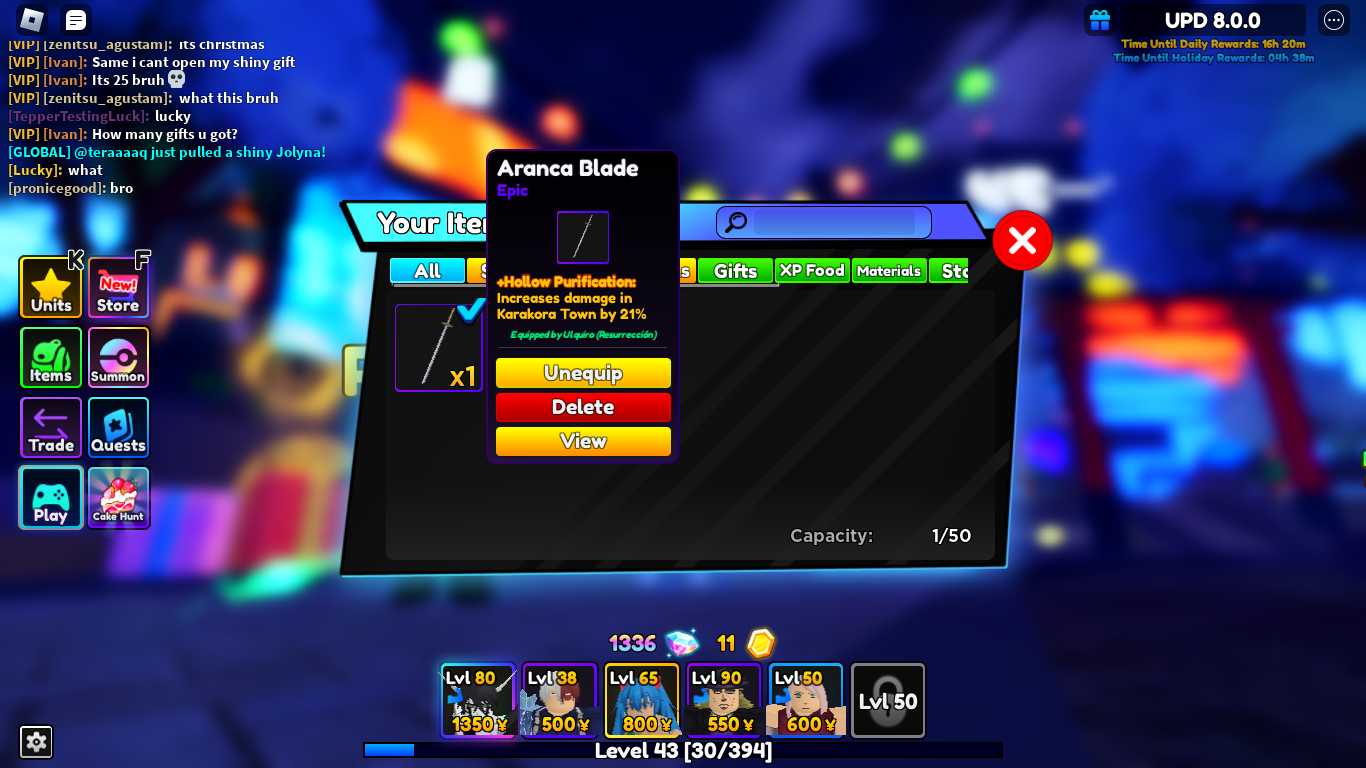 UPD 8.0.0
Time Until Daily Rewards: 16h 20m
Time Until Holiday Rewards: 04h 38m
[VIP] [zenitsu_agustam]: its christmas
[VIP] [Ivan]: Same i cant open my shiny gift
[VIP] [Ivan]: Its 25 bruh 💀
[VIP] [zenitsu_agustam]: what this bruh
[TepperTestingLuck]: lucky
[VIP] [Ivan]: How many gifts u got?
[GLOBAL] @teraaaaq just pulled a shiny Jolyna!
[Lucky]: what
[pronicegood]: bro
K
F
Units
New!
Store
Items
Summon
Trade
Quests
Play
Cake Hunt
Your Ite
All
S
s
Gifts
XP Food
Materials
Sto
x1
Aranca Blade
Epic
+Hollow Purification:
Increases damage in
Karakora Town by 21%
Equipped by Ulquiro (Resurrección)
Unequip
Delete
View
Capacity: 1/50
1336
11
Lvl 80
1350¥
Lvl 38
500¥
Lvl 65
800¥
Lvl 90
550¥
Lvl 50
600¥
Lvl 50
Level 43 [30/394]